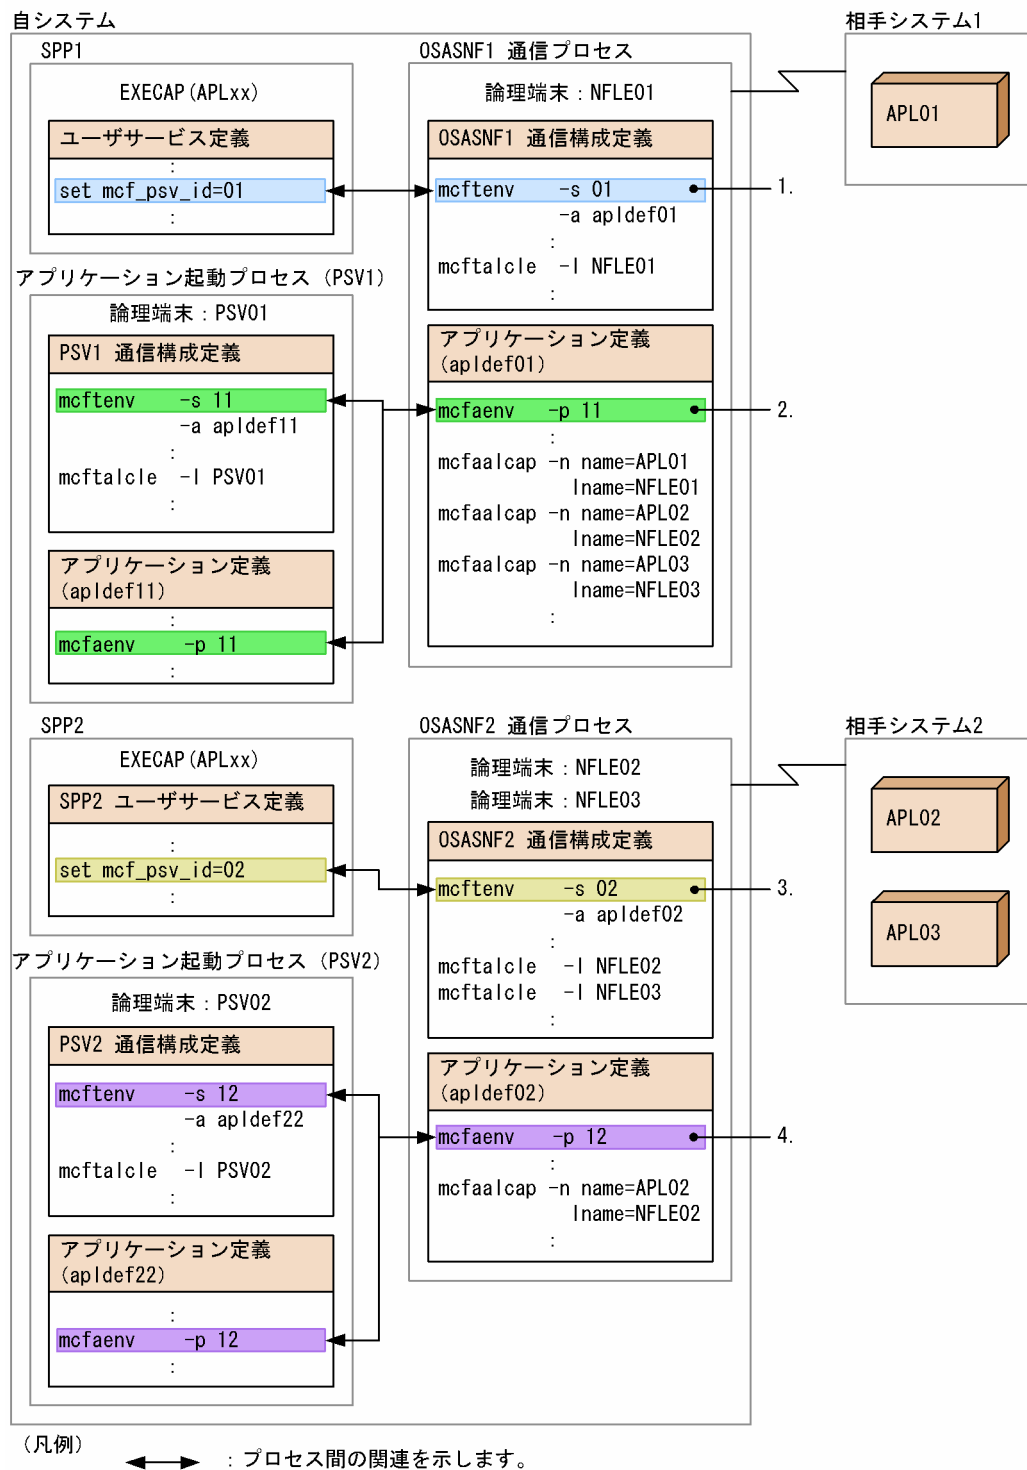 自システム
相手システム1
SPP1
EXECAP(APLxx)
ユーザサービス定義
:
set mcf_psv_id=01
:
OSASNF1 通信プロセス
論理端末：NFLE01
OSASNF1 通信構成定義
mcftenv -s 01
-a apldef01
:
mcftalcle -l NFLE01
:
1.
APL01
アプリケーション起動プロセス（PSV1）
論理端末：PSV01
PSV1 通信構成定義
mcftenv -s 11
-a apldef11
:
mcftalcle -l PSV01
:
アプリケーション定義
(apldef11)
:
mcfaenv -p 11
:
アプリケーション定義
(apldef01)
mcfaenv -p 11
:
mcfaalcap -n name=APL01
lname=NFLE01
mcfaalcap -n name=APL02
lname=NFLE02
mcfaalcap -n name=APL03
lname=NFLE03
:
2.
SPP2
EXECAP(APLxx)
SPP2 ユーザサービス定義
:
set mcf_psv_id=02
:
OSASNF2 通信プロセス
論理端末：NFLE02
論理端末：NFLE03
OSASNF2 通信構成定義
mcftenv -s 02
-a apldef02
:
mcftalcle -l NFLE02
mcftalcle -l NFLE03
:
3.
相手システム2
APL02
APL03
アプリケーション起動プロセス（PSV2）
論理端末：PSV02
PSV2 通信構成定義
mcftenv -s 12
-a apldef22
:
mcftalcle -l PSV02
:
アプリケーション定義
(apldef22)
:
mcfaenv -p 12
:
アプリケーション定義
(apldef02)
mcfaenv -p 12
:
mcfaalcap -n name=APL02
lname=NFLE02
:
4.
（凡例）
：プロセス間の関連を示します。